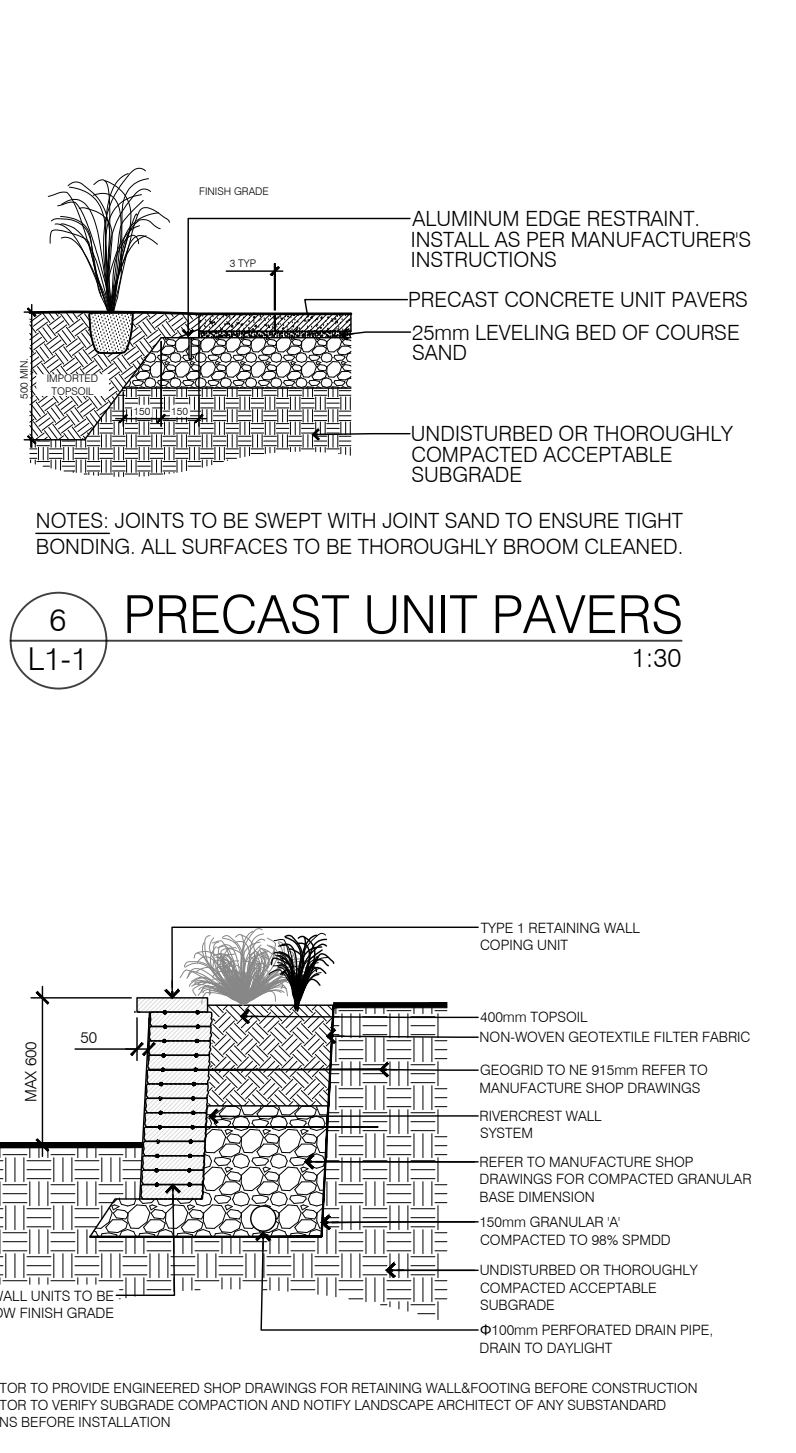 FINISH GRADE
ALUMINUM EDGE RESTRAINT.
INSTALL AS PER MANUFACTURER'S
INSTRUCTIONS
3 TYP
PRECAST CONCRETE UNIT PAVERS
25mm LEVELING BED OF COURSE
SAND
500 MIN.
IMPORTED
TOPSOIL
150
150
UNDISTURBED OR THOROUGHLY
COMPACTED ACCEPTABLE
SUBGRADE
NOTES: JOINTS TO BE SWEPT WITH JOINT SAND TO ENSURE TIGHT
BONDING. ALL SURFACES TO BE THOROUGHLY BROOM CLEANED.
6
L1-1
PRECAST UNIT PAVERS
1:30
TYPE 1 RETAINING WALL
COPING UNIT
400mm TOPSOIL
NON-WOVEN GEOTEXTILE FILTER FABRIC
50
MAX 600
GEOGRID TO NE 915mm REFER TO
MANUFACTURE SHOP DRAWINGS
RIVERCREST WALL
SYSTEM
REFER TO MANUFACTURE SHOP
DRAWINGS FOR COMPACTED GRANULAR
BASE DIMENSION
150mm GRANULAR 'A'
COMPACTED TO 98% SPMDD
UNDISTURBED OR THOROUGHLY
COMPACTED ACCEPTABLE
SUBGRADE
WALL UNITS TO BE
OW FINISH GRADE
Φ100mm PERFORATED DRAIN PIPE,
DRAIN TO DAYLIGHT
TOR TO PROVIDE ENGINEERED SHOP DRAWINGS FOR RETAINING WALL&FOOTING BEFORE CONSTRUCTION
TOR TO VERIFY SUBGRADE COMPACTION AND NOTIFY LANDSCAPE ARCHITECT OF ANY SUBSTANDARD
NS BEFORE INSTALLATION